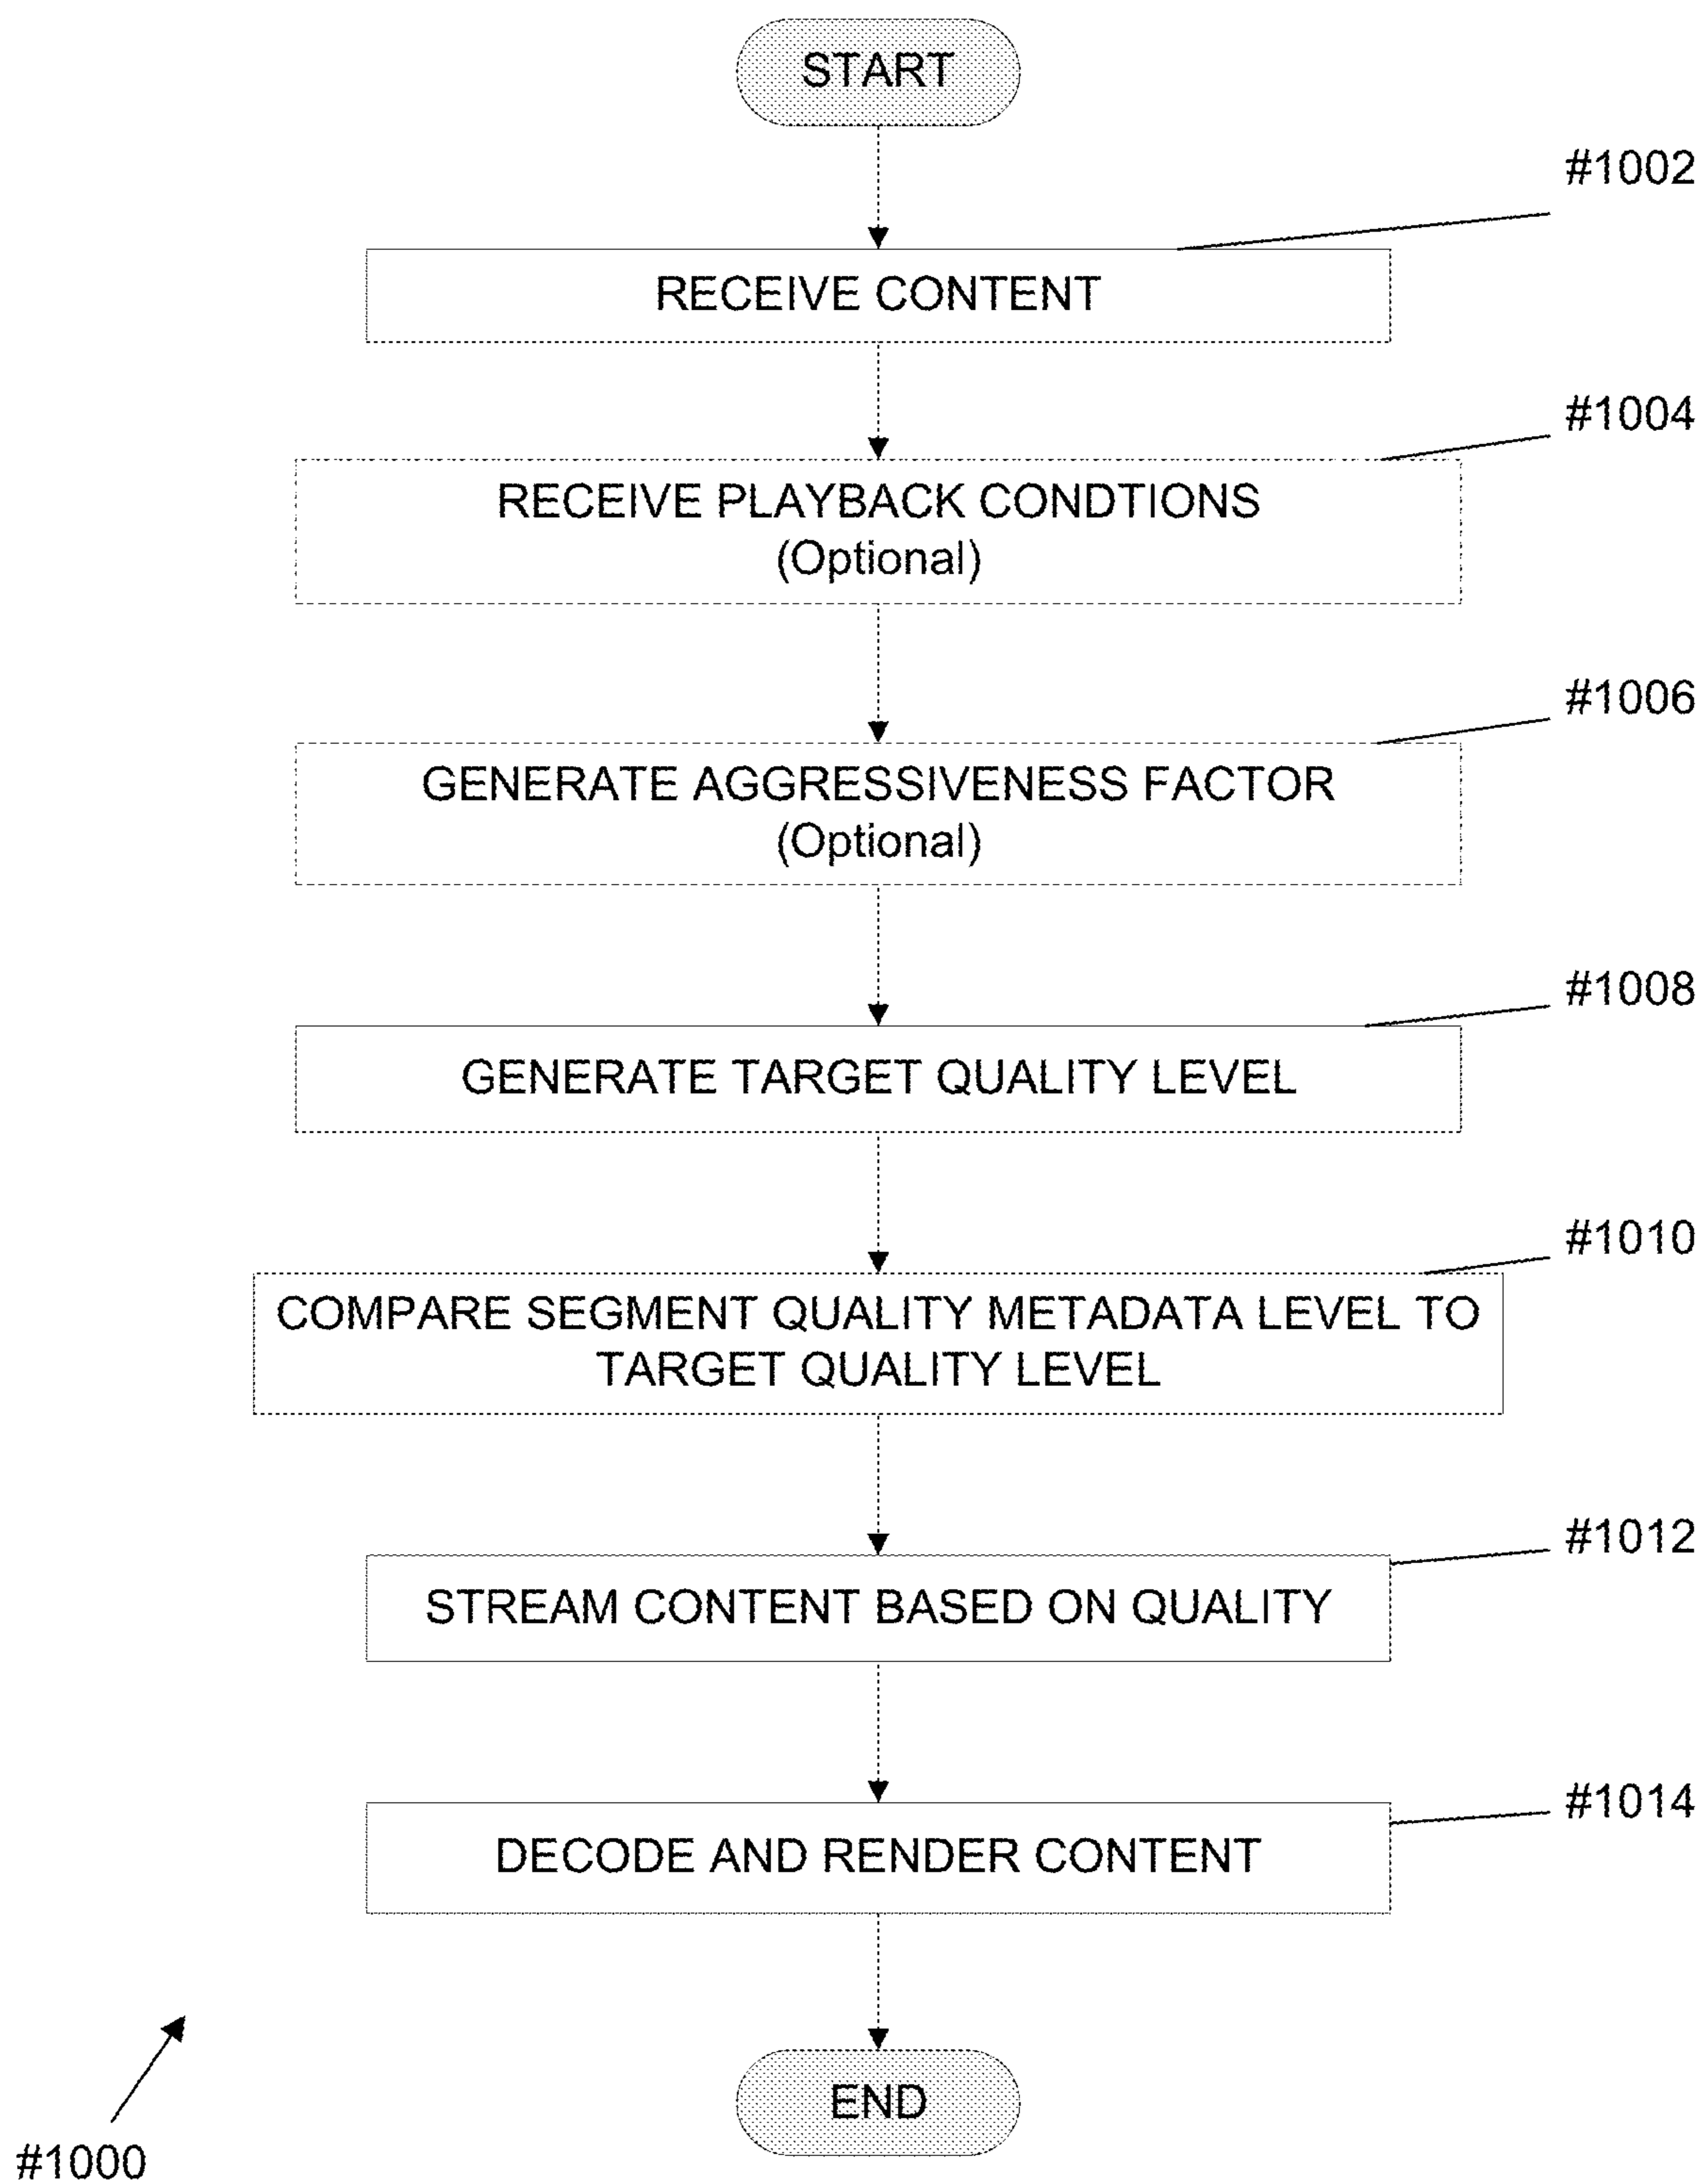 START
#1002
RECEIVE CONTENT
#1004
RECEIVE PLAYBACK CONDTIONS
(Optional)
#1006
GENERATE AGGRESSIVENESS FACTOR
(Optional)
#1008
GENERATE TARGET QUALITY LEVEL
#1010
COMPARE SEGMENT QUALITY METADATA LEVEL TO
TARGET QUALITY LEVEL
#1012
STREAM CONTENT BASED ON QUALITY
#1014
DECODE AND RENDER CONTENT
END
#1000